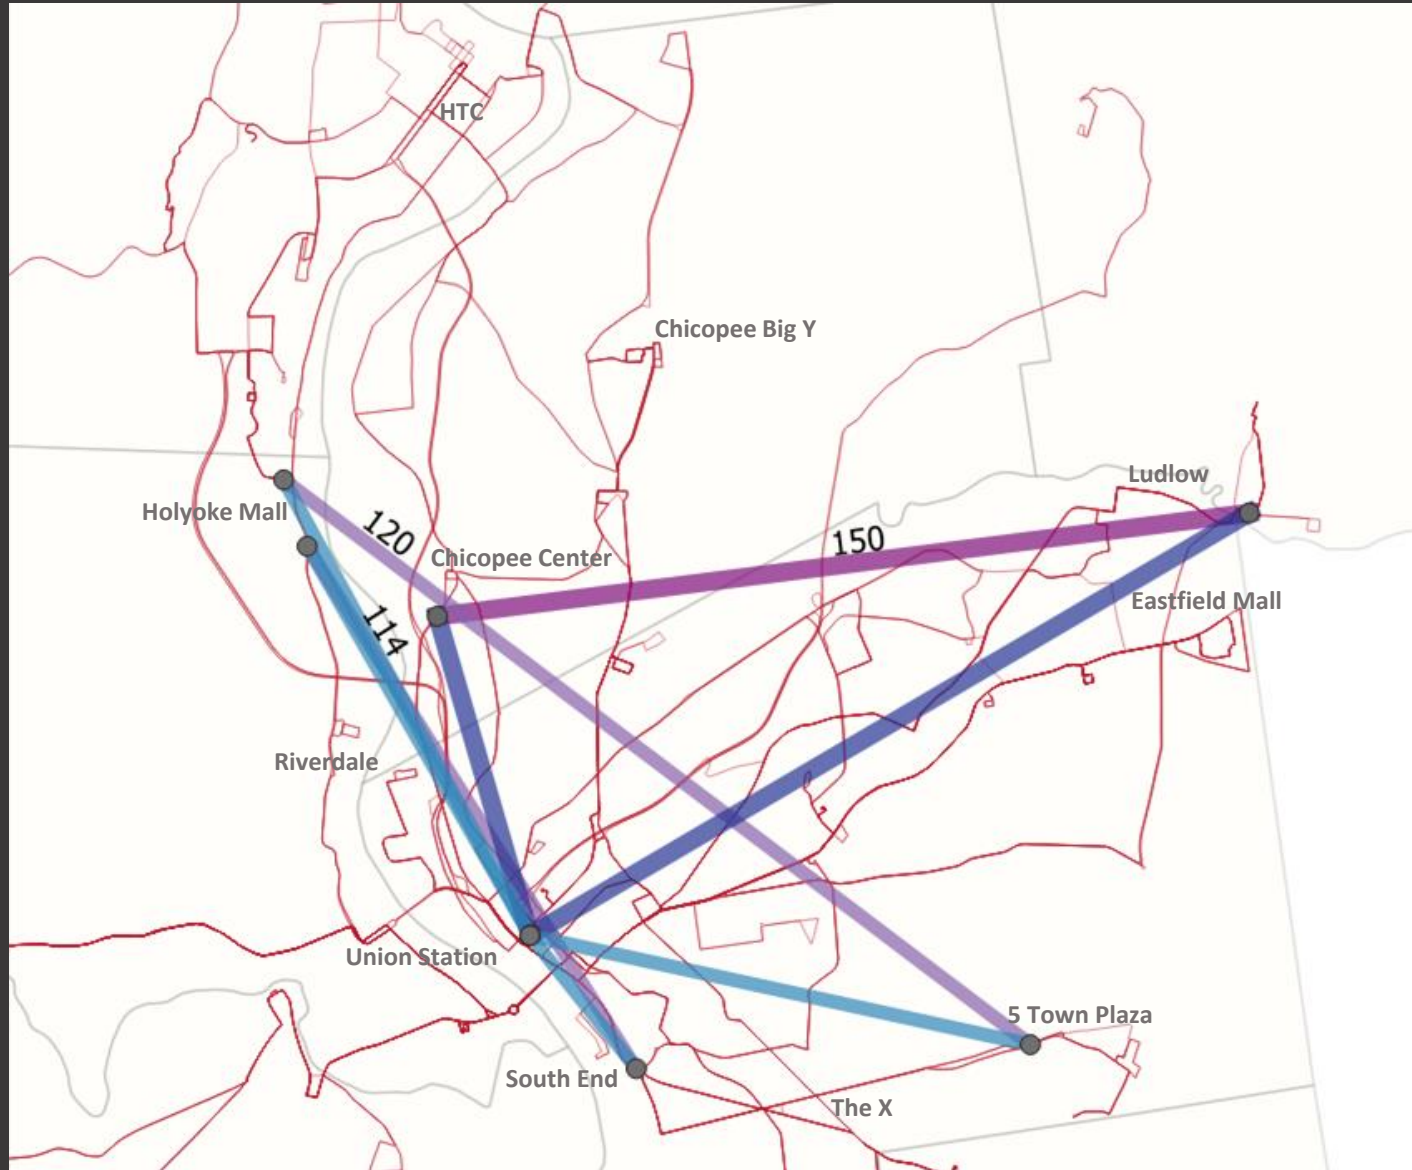 HTC
Chicopee Big Y
Ludlow
Holyoke Mall
120
Chicopee Center
150
Eastfield Mall
114
Riverdale
Union Station
5 Town Plaza
South End
The X